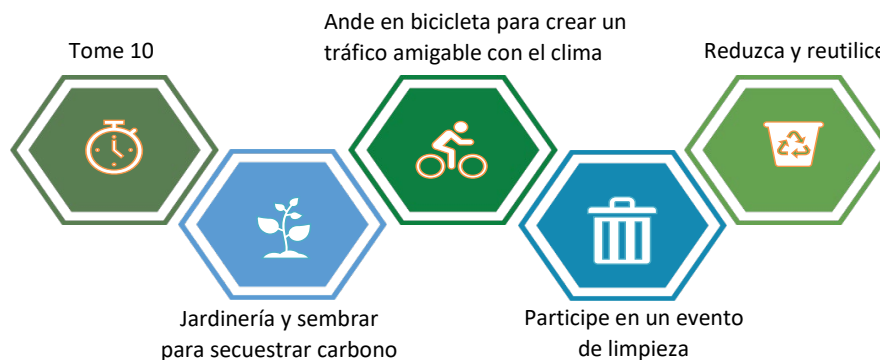 Tome 10
Ande en bicicleta para crear un
tráfico amigable con el clima
Reduzca y reutilice
Jardinería y sembrar
para secuestrar carbono
Participe en un evento
de limpieza